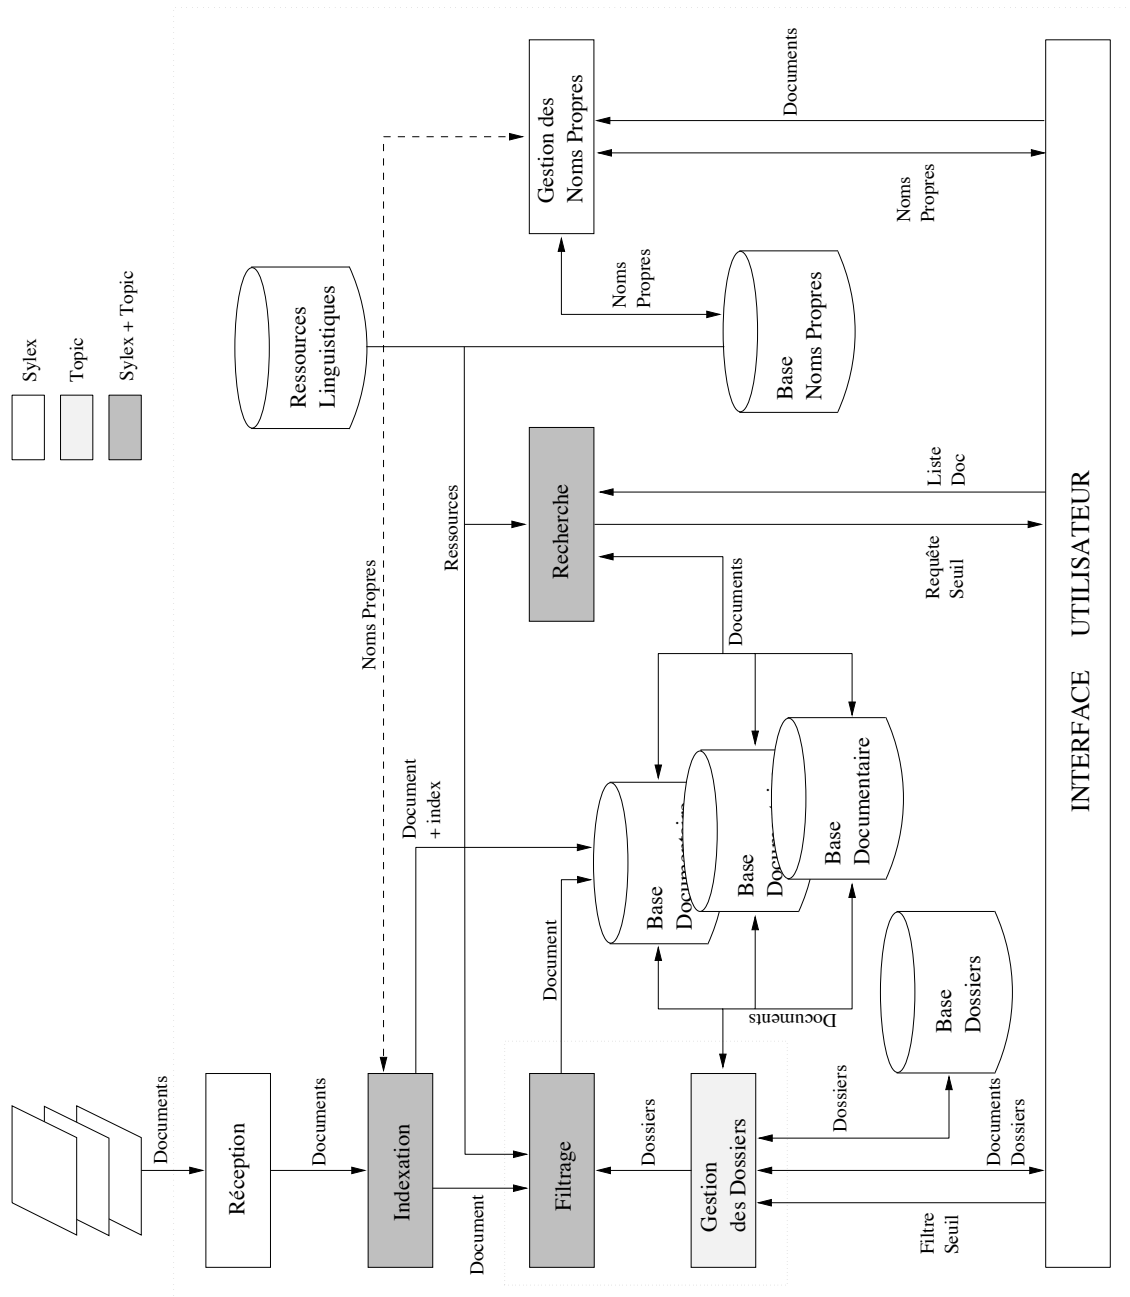 Sylex
Topic
Sylex + Topic
Documents
Réception
Documents
Indexation
Document
Filtrage
Dossiers
Gestion
des Dossiers
Filtre
Seuil
Documents
Dossiers
Dossiers
Base
Dossiers
Documents
Document
Document
+ index
Base
Base
Base
Documentaire
Documents
Noms Propres
Ressources
Recherche
Requête
Seuil
Liste
Doc
Ressources
Linguistiques
Base
Noms Propres
Noms
Propres
Gestion des
Noms Propres
Noms
Propres
Documents
INTERFACE UTILISATEUR